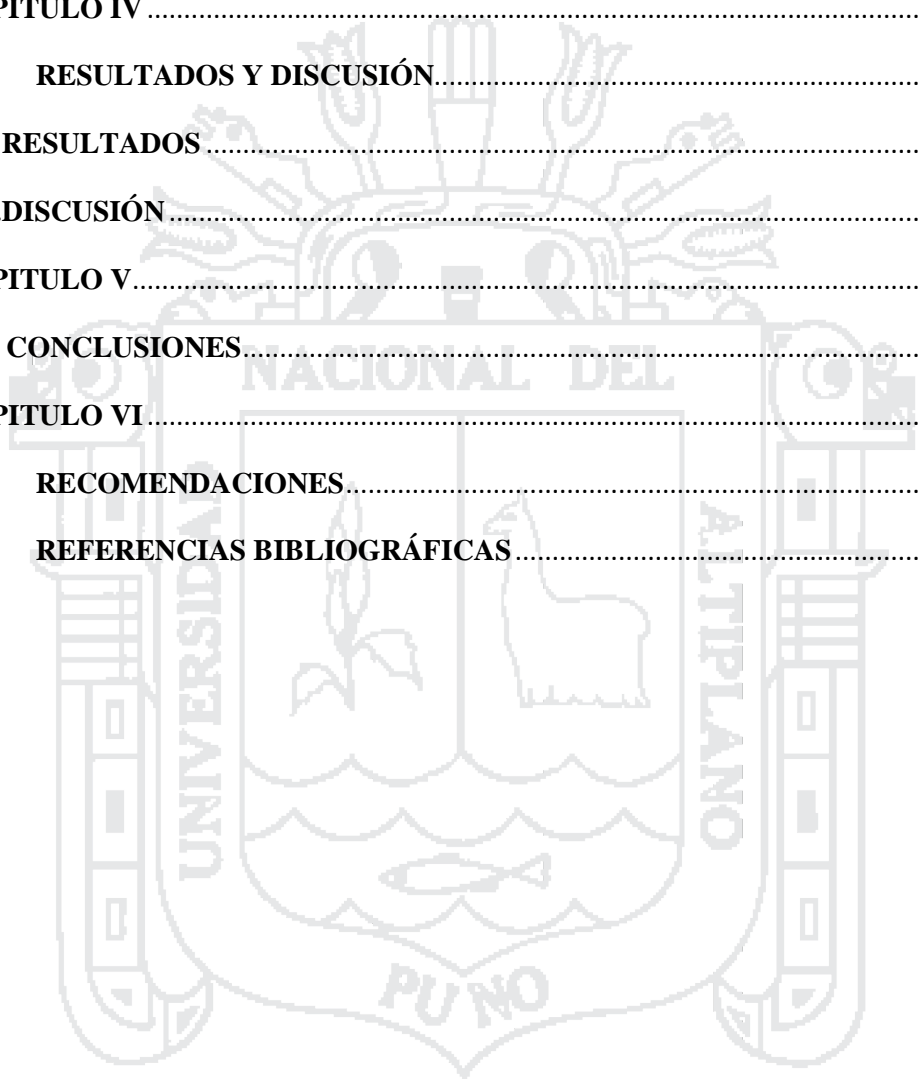 PITULO IV
RESULTADOS Y DISCUSIÓN
RESULTADOS
.DISCUSIÓN
PITULO V
CONCLUSIONES
PITULO VI
RECOMENDACIONES
REFERENCIAS BIBLIOGRÁFICAS
UNIVERSIDAD
NACIONAL DEL
ALTIPLANO
PUNO